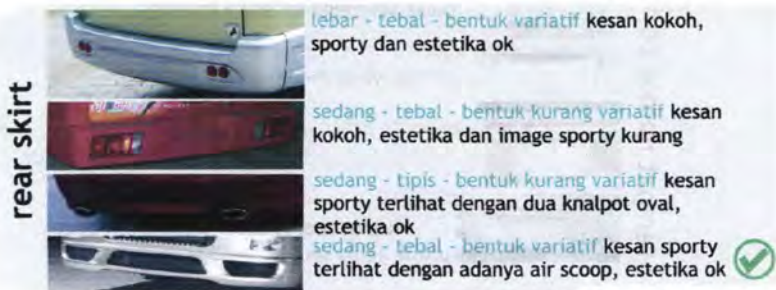 rear skirt
lebar - tebal - bentuk variatif kesan kokoh,
sporty dan estetika ok
sedang - tebal - bentuk kurang variatif kesan
kokoh, estetika dan image sporty kurang
sedang - tipis - bentuk kurang variatif kesan
sporty terlihat dengan dua knalpot oval,
estetika ok
sedang - tebal - bentuk variatif kesan sporty
terlihat dengan adanya air scoop, estetika ok